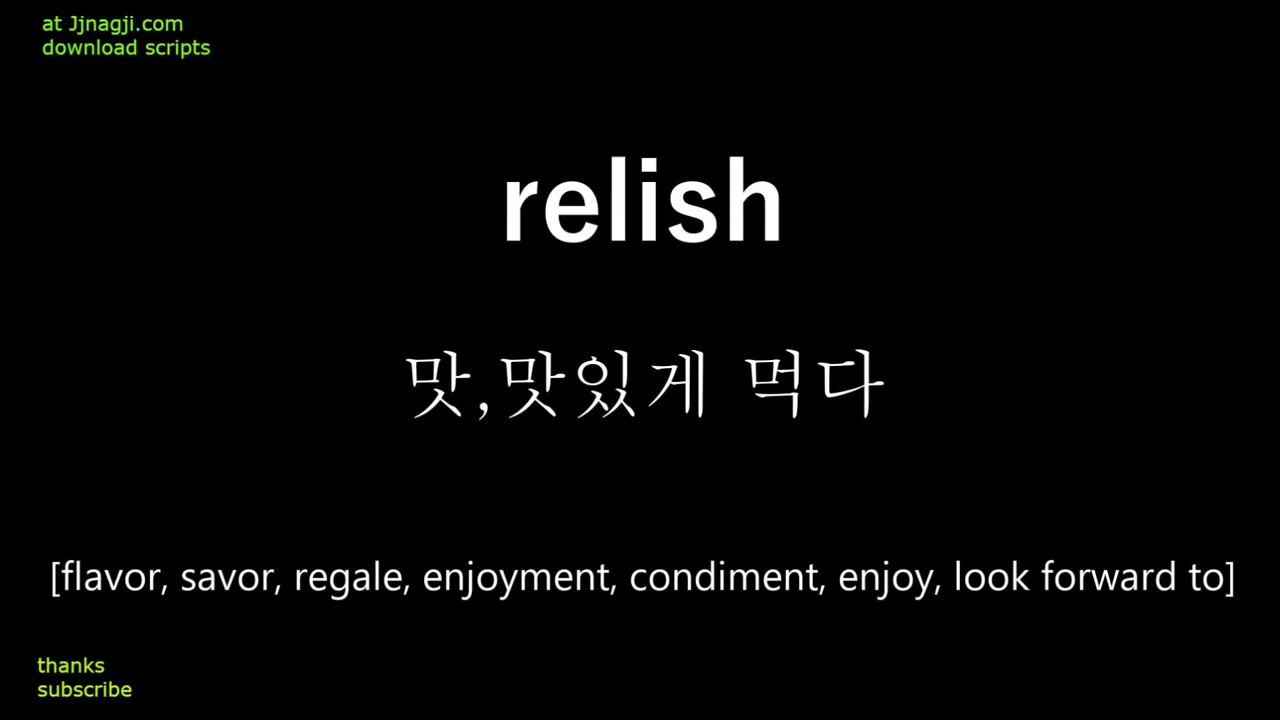 at Jjnagji.com
download scripts
relish
맛,맛있게 먹다
[flavor, savor, regale, enjoyment, condiment, enjoy, look forward to]
thanks
subscribe